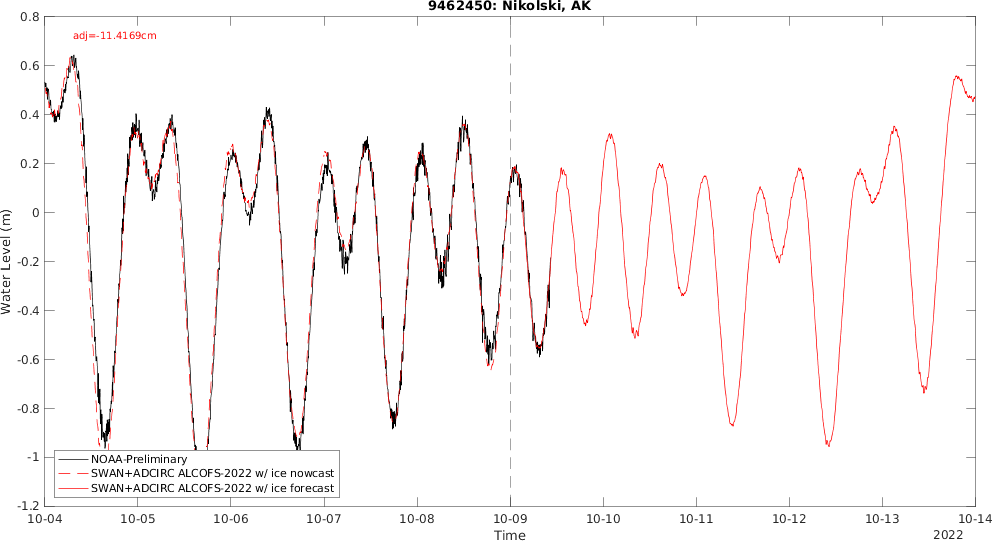 9462450: Nikolski, AK
adj=-11.4169cm
0.8
0.6
0.4
0.2
0
-0.2
-0.4
-0.6
-0.8
-1
-1.2
Water Level (m)
NOAA-Preliminary
SWAN+ADCIRC ALCOFS-2022 w/ ice nowcast
SWAN+ADCIRC ALCOFS-2022 w/ ice forecast
10-04 10-05 10-06 10-07 10-08 10-09 10-10 10-11 10-12 10-13 10-14
Time
2022